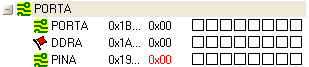 PORTA
PORTA 0x1B... 0x00
DDRA 0x1A... 0x00
PINA 0x19... 0x00